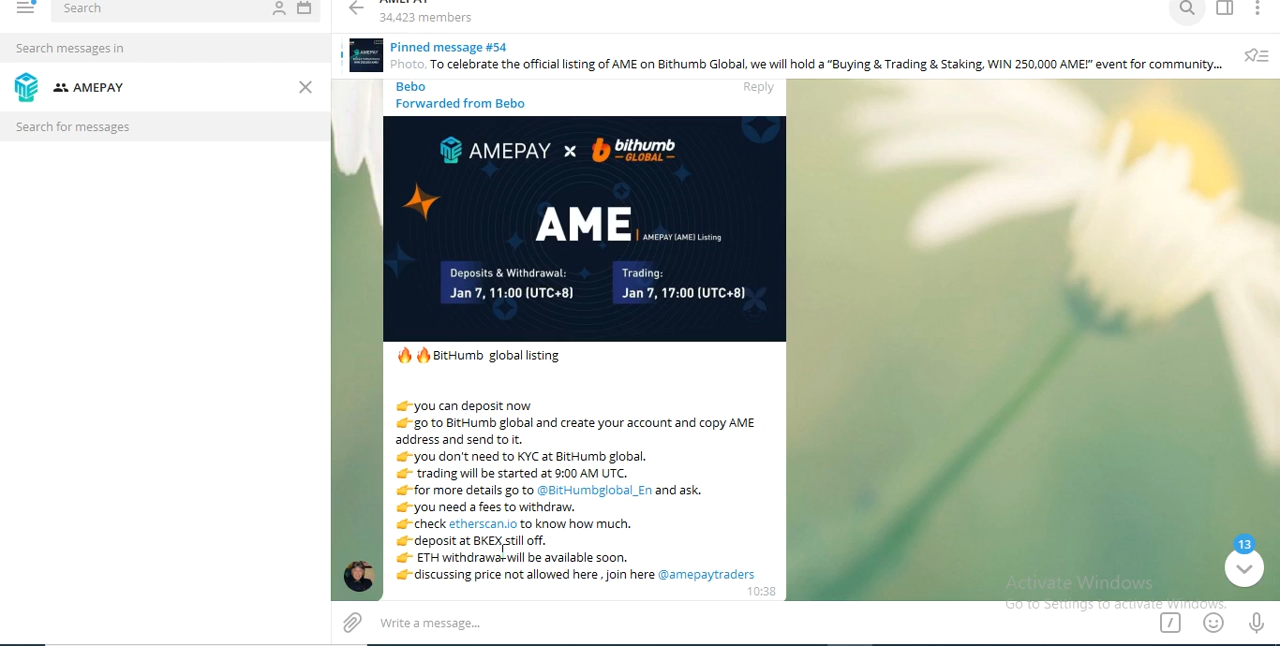 Search
Search messages in
AMEPAY
Search for messages
AMEPAY
34,423 members
Pinned message #54
Photo, To celebrate the official listing of AME on Bithumb Global, we will hold a “Buying & Trading & Staking, WIN 250,000 AME!” event for community...
Bebo Reply
Forwarded from Bebo
AMEPAY x bithumb
GLOBAL
AME AMEPAY (AME) Listing
Deposits & Withdrawal:
Jan 7, 11:00 (UTC+8)
Trading:
Jan 7, 17:00 (UTC+8)
🔥🔥BitHumb global listing
👉you can deposit now
👉go to BitHumb global and create your account and copy AME
address and send to it.
👉you don't need to KYC at BitHumb global.
👉 trading will be started at 9:00 AM UTC.
👉for more details go to @BitHumbglobal_En and ask.
👉you need a fees to withdraw.
👉check etherscan.io to know how much.
👉deposit at BKEX still off.
👉 ETH withdrawal will be available soon.
👉discussing price not allowed here , join here @amepaytraders
10:38
13
Activate Windows
Go to Settings to activate Windows.
Write a message...